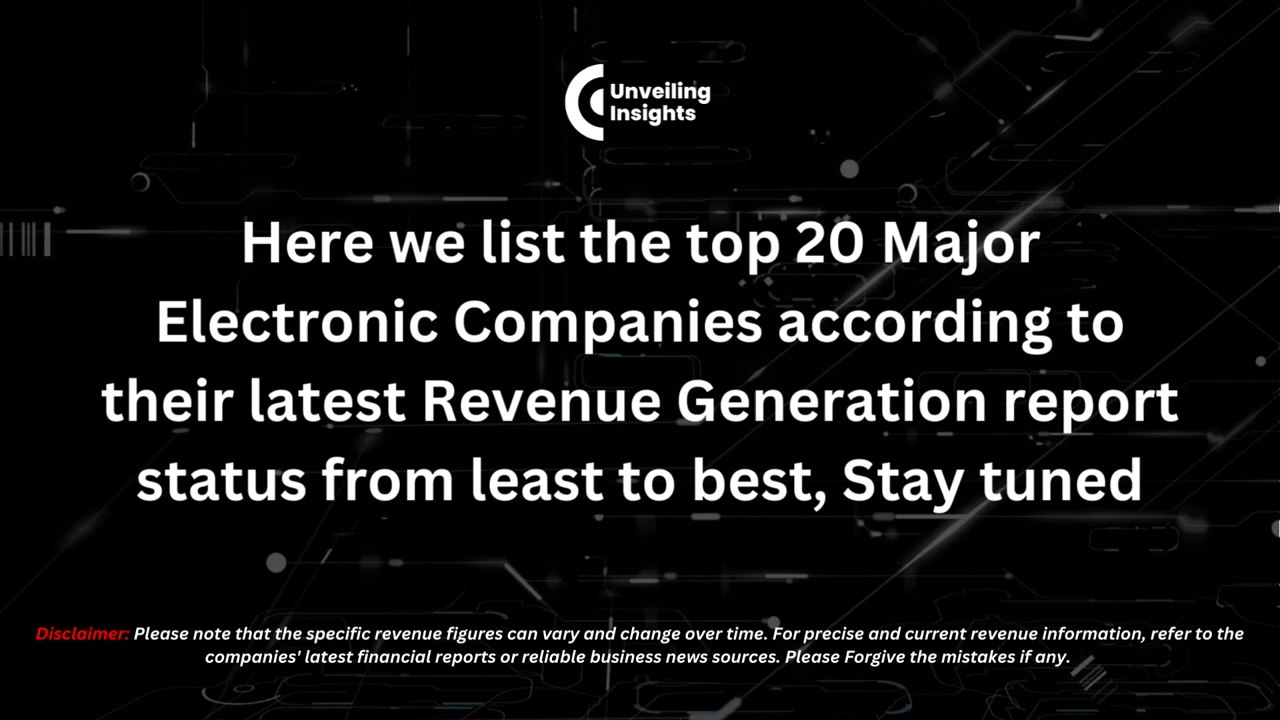 Unveiling
Insights
Here we list the top 20 Major
Electronic Companies according to
their latest Revenue Generation report
status from least to best, Stay tuned
Disclaimer: Please note that the specific revenue figures can vary and change over time. For precise and current revenue information, refer to the
companies' latest financial reports or reliable business news sources. Please Forgive the mistakes if any.